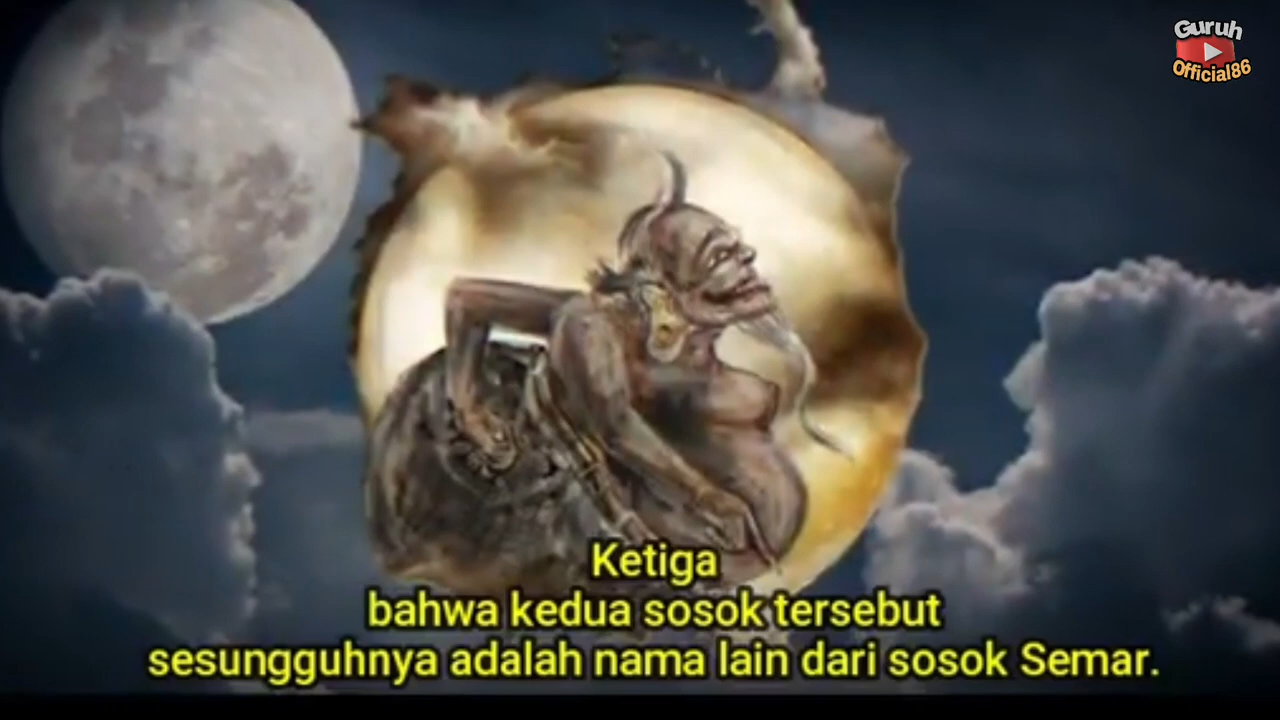 Guruh
Official86
Ketiga
bahwa kedua sosok tersebut
sesungguhnya adalah nama lain dari sosok Semar.